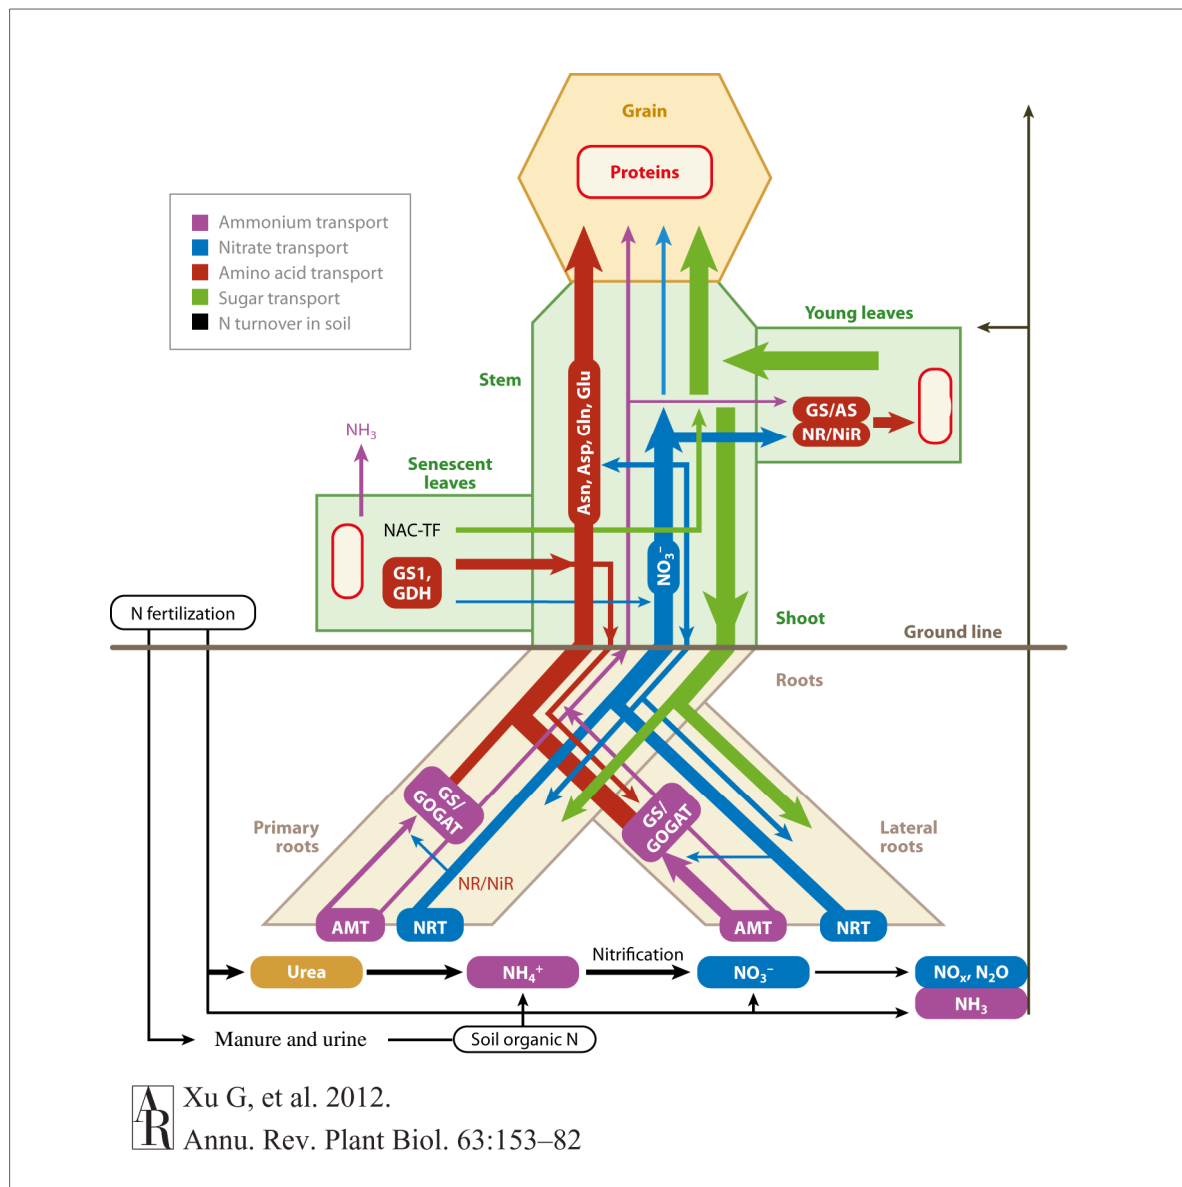 Grain
Proteins
Ammonium transport
Nitrate transport
Amino acid transport
Sugar transport
N turnover in soil
Young leaves
Stem
Asn, Asp, Gln, Glu
GS/AS
NR/NiR
NH₃
Senescent
leaves
NAC-TF
GS1,
GDH
NO₃⁻
N fertilization
Shoot
Ground line
Roots
GS/
GOGAT
GS/
GOGAT
Primary
roots
Lateral
roots
NR/NiR
AMT
NRT
AMT
NRT
Urea
NH₄⁺
Nitrification
NO₃⁻
NOₓ, N₂O
NH₃
Manure and urine
Soil organic N
AR
Xu G, et al. 2012.
Annu. Rev. Plant Biol. 63:153–82